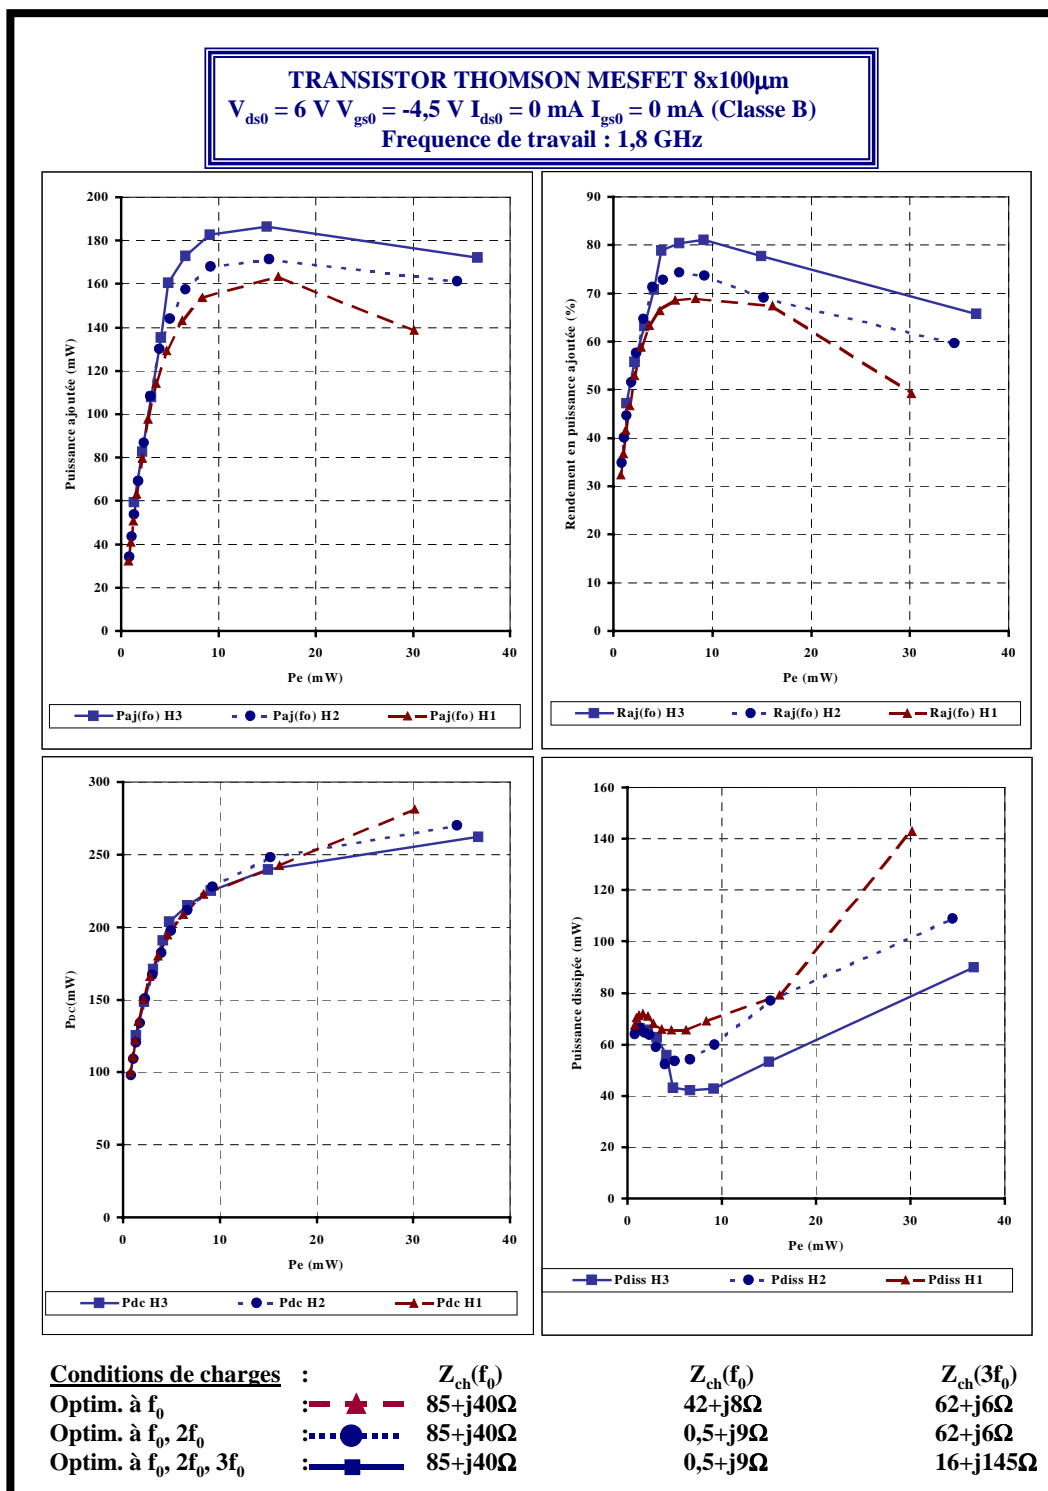 TRANSISTOR THOMSON MESFET 8x100µm
Vds0 = 6 V Vgs0 = -4,5 V Ids0 = 0 mA Igs0 = 0 mA (Classe B)
Frequence de travail : 1,8 GHz
Puissance ajoutée (mW)
200
180
160
140
120
100
80
60
40
20
0
0 10 20 30 40
Pe (mW)
Paj(fo) H3 Paj(fo) H2 Paj(fo) H1
Rendement en puissance ajoutée (%)
90
80
70
60
50
40
30
20
10
0
0 10 20 30 40
Pe (mW)
Raj(fo) H3 Raj(fo) H2 Raj(fo) H1
PDC(mW)
300
250
200
150
100
50
0
0 10 20 30 40
Pe (mW)
Pdc H3 Pdc H2 Pdc H1
Puissance dissipée (mW)
160
140
120
100
80
60
40
20
0
0 10 20 30 40
Pe (mW)
Pdiss H3 Pdiss H2 Pdiss H1
Conditions de charges : Zch(f0) Zch(f0) Zch(3f0)
Optim. à f0 : 85+j40Ω 42+j8Ω 62+j6Ω
Optim. à f0, 2f0 : 85+j40Ω 0,5+j9Ω 62+j6Ω
Optim. à f0, 2f0, 3f0 : 85+j40Ω 0,5+j9Ω 16+j145Ω